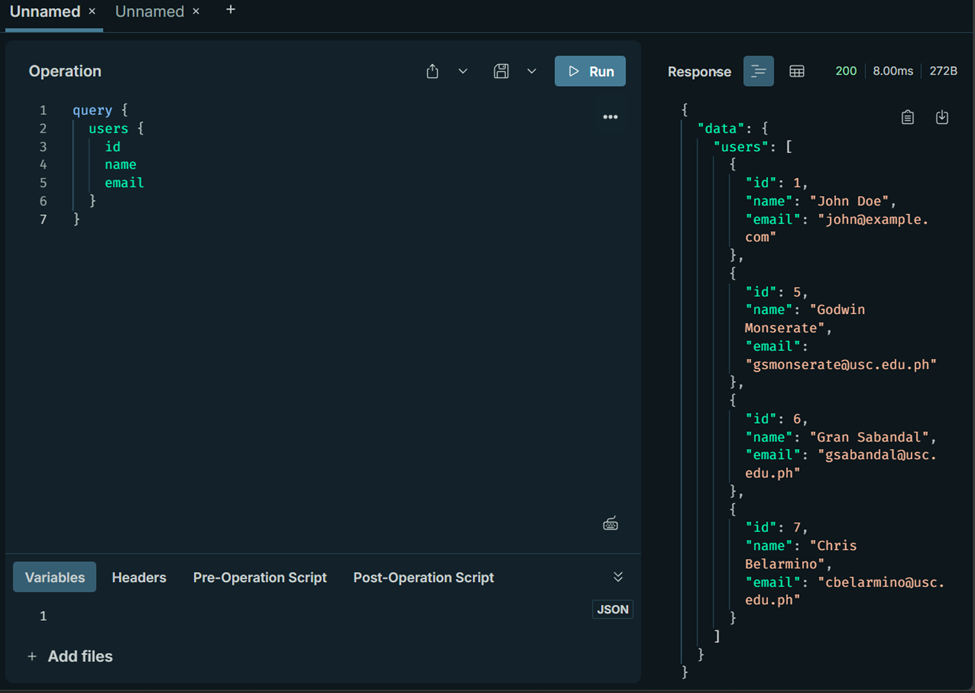 Unnamed × Unnamed × +
Operation
Run
1 query {
2 users {
3 id
4 name
5 email
6 }
7 }
Variables Headers Pre-Operation Script Post-Operation Script
1
JSON
+ Add files
Response 200 8.00ms 272B
{
"data": {
"users": [
{
"id": 1,
"name": "John Doe",
"email": "john@example.
com"
},
{
"id": 5,
"name": "Godwin
Monserate",
"email":
"gsmonserate@usc.edu.ph"
},
{
"id": 6,
"name": "Gran Sabandal",
"email": "gsabandal@usc.
edu.ph"
},
{
"id": 7,
"name": "Chris
Belarmino",
"email": "cbelarmino@usc.
edu.ph"
}
]
}
}